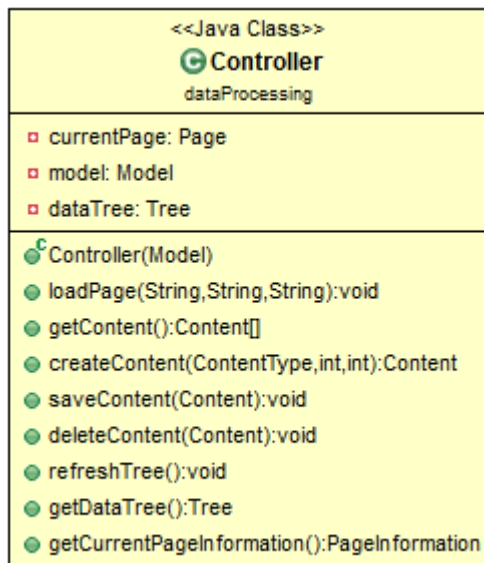 <<Java Class>>
Controller
dataProcessing
currentPage: Page
model: Model
dataTree: Tree
Controller(Model)
loadPage(String,String,String):void
getContent():Content[]
createContent(ContentType,int,int):Content
saveContent(Content):void
deleteContent(Content):void
refreshTree():void
getDataTree():Tree
getCurrentPageInformation():PageInformation